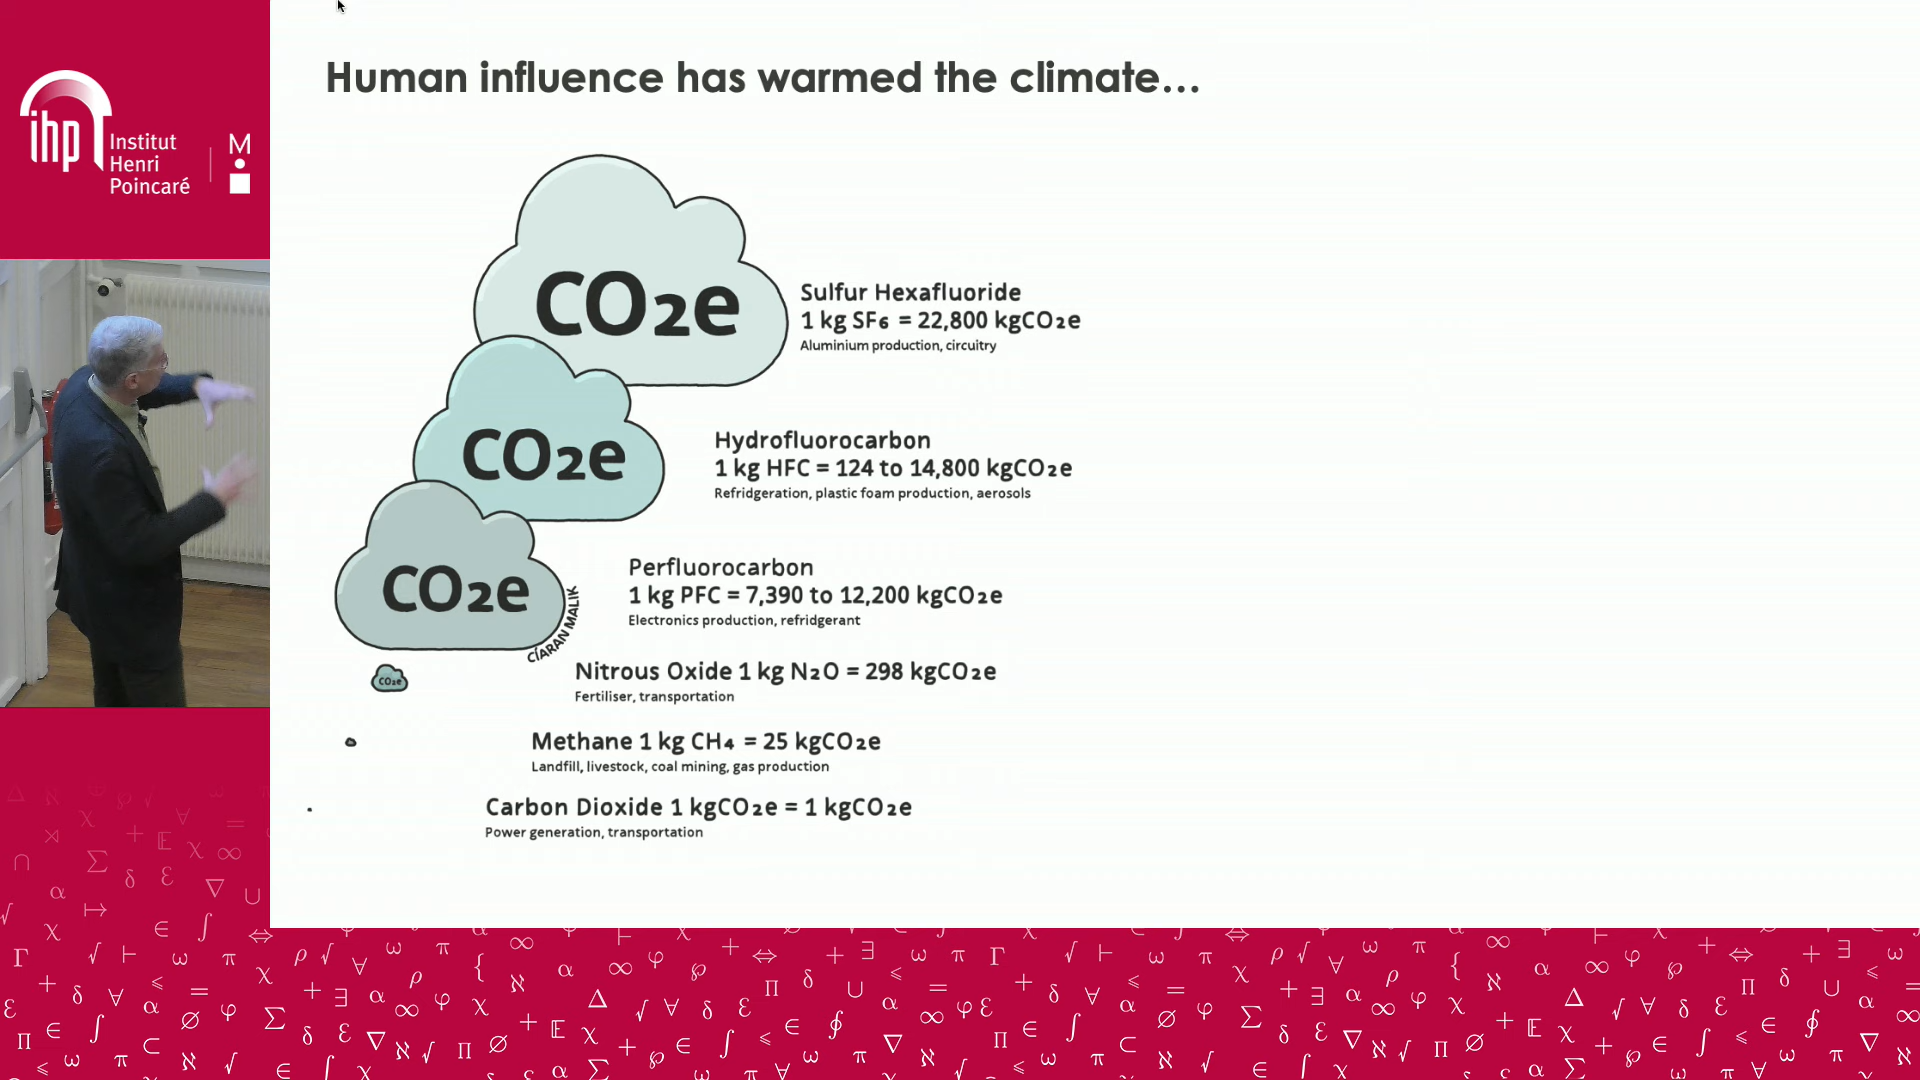 Human influence has warmed the climate...
ihp
Institut
Henri
Poincaré
M
CO2e
Sulfur Hexafluoride
1 kg SF6 = 22,800 kgCO2e
Aluminium production, circuitry
CO2e
Hydrofluorocarbon
1 kg HFC = 124 to 14,800 kgCO2e
Refridgeration, plastic foam production, aerosols
CO2e
CÍARAN MALIK
Perfluorocarbon
1 kg PFC = 7,390 to 12,200 kgCO2e
Electronics production, refridgerant
CO2e
Nitrous Oxide 1 kg N2O = 298 kgCO2e
Fertiliser, transportation
Methane 1 kg CH4 = 25 kgCO2e
Landfill, livestock, coal mining, gas production
Carbon Dioxide 1 kgCO2e = 1 kgCO2e
Power generation, transportation